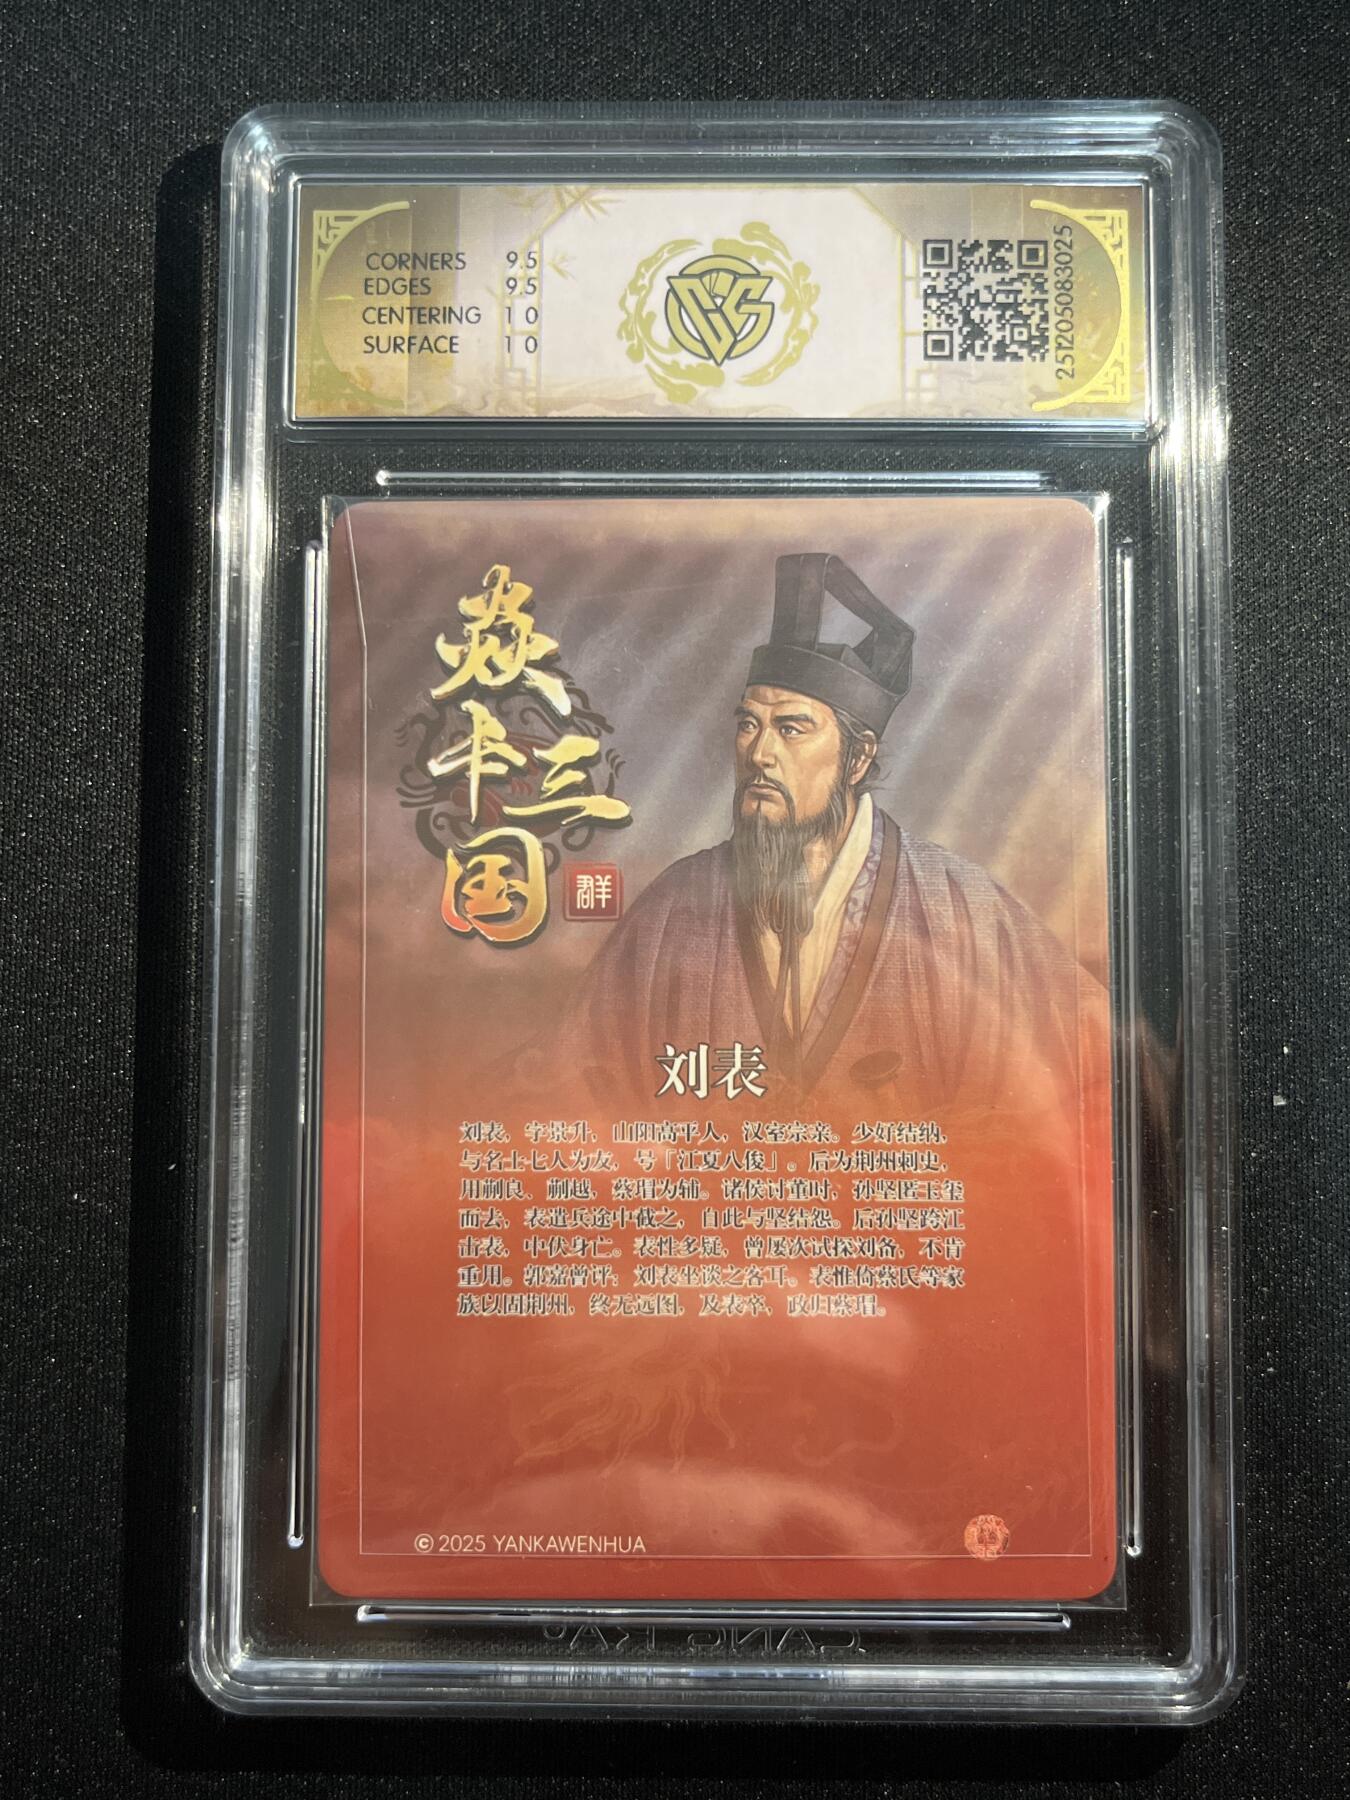 CORNERS 9.5
EDGES 9.5
CENTERING 10
SURFACE 10
CCS
2512050583025
焱卡三国
群
刘表
刘表，字景升，山阳高平人，汉室宗亲。少好结纳，
与名士七人为友，号「江夏八俊」。后为荆州刺史，
用蒯良、蒯越，蔡瑁为辅。诸侯讨董时，孙坚匿玉玺
而去，表遣兵途中截之，自此与坚结怨。后孙坚跨江
击表，中伏身亡。表性多疑，曾屡次试探刘备，不肯
重用。郭嘉曾评：刘表坐谈之客耳。表惟倚蔡氏等家
族以固荆州，终无远图，及表卒，政归蔡瑁。
© 2025 YANKAWENHUA